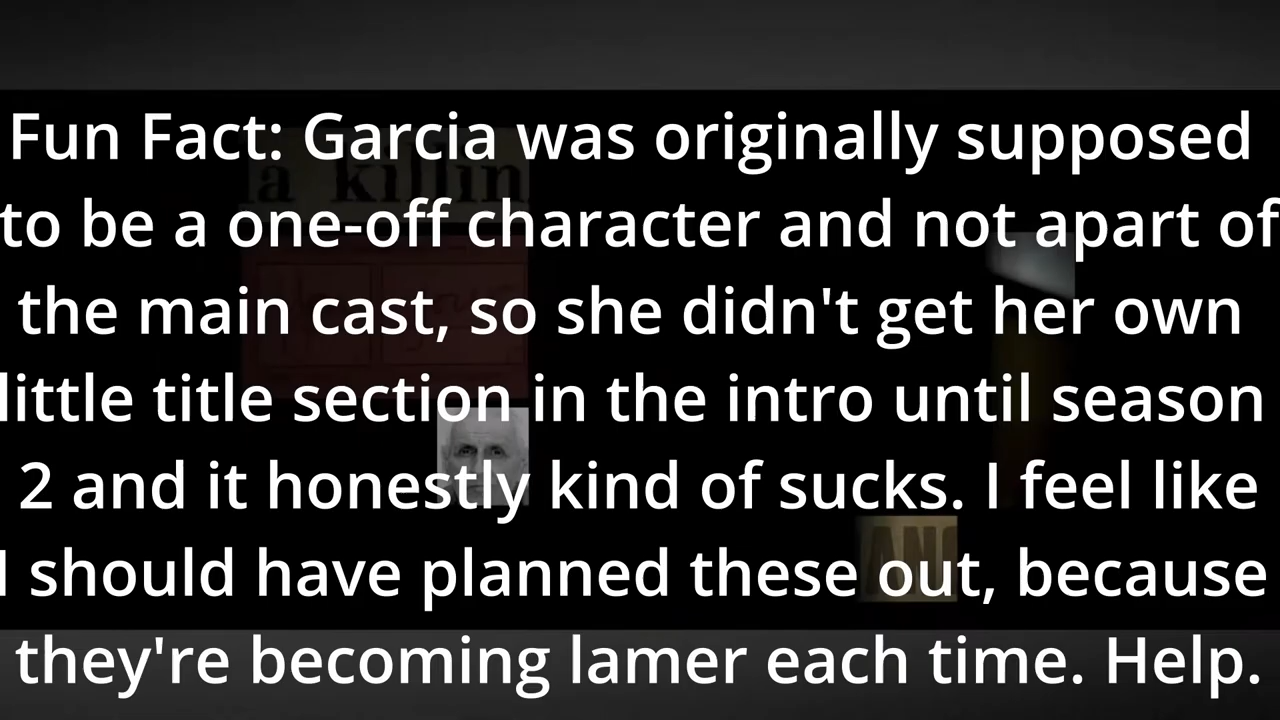 Fun Fact: Garcia was originally supposed
to be a one-off character and not apart of
the main cast, so she didn't get her own
little title section in the intro until season
2 and it honestly kind of sucks. I feel like
I should have planned these out, because
they're becoming lamer each time. Help.
a killin